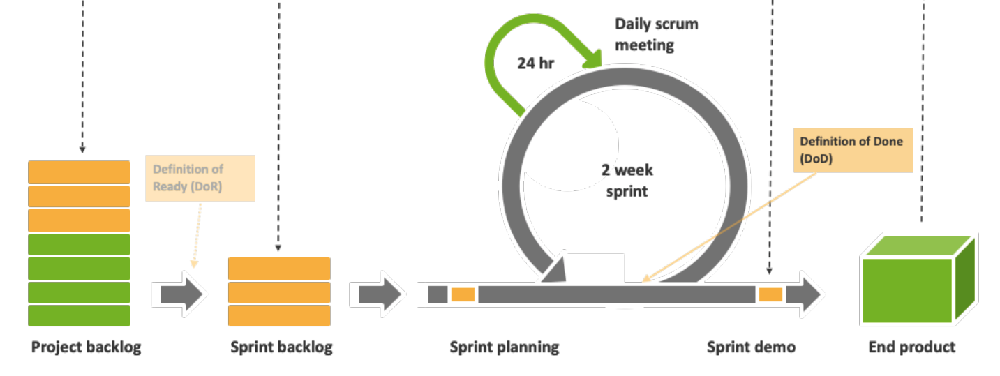 Daily scrum
meeting
24 hr
Definition of Done
(DoD)
Definition of
Ready (DoR)
2 week
sprint
Project backlog
Sprint backlog
Sprint planning
Sprint demo
End product